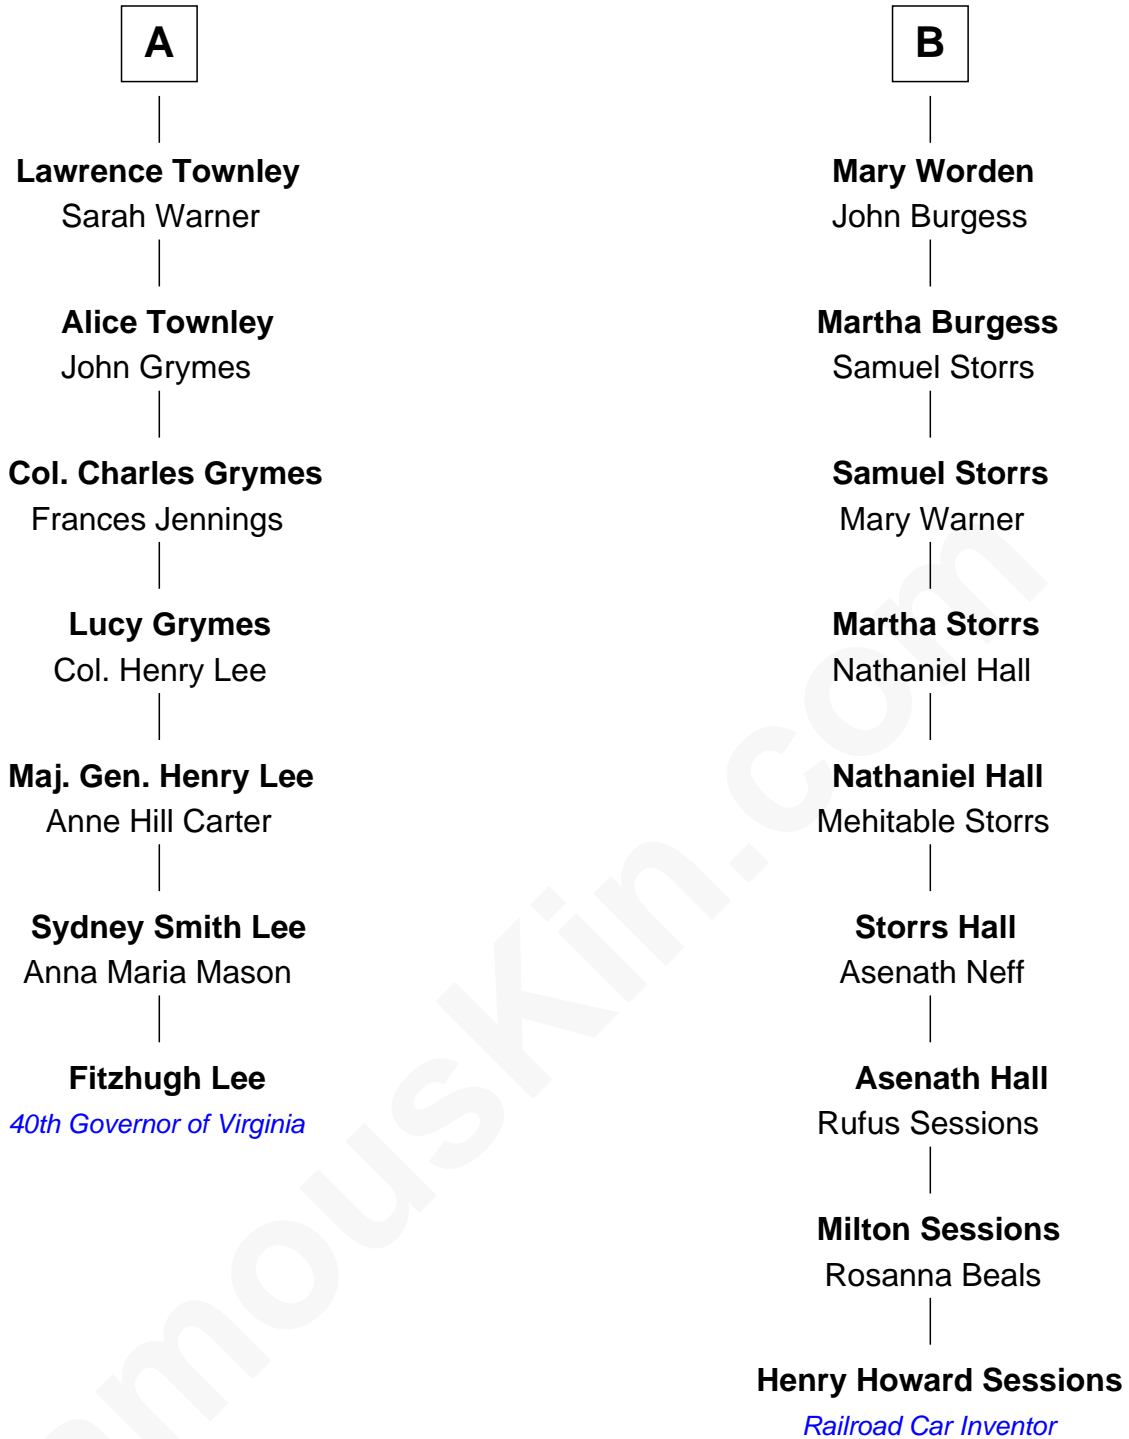 A
Lawrence Townley
Sarah Warner
Alice Townley
John Grymes
Col. Charles Grymes
Frances Jennings
Lucy Grymes
Col. Henry Lee
Maj. Gen. Henry Lee
Anne Hill Carter
Sydney Smith Lee
Anna Maria Mason
Fitzhugh Lee
40th Governor of Virginia
B
Mary Worden
John Burgess
Martha Burgess
Samuel Storrs
Samuel Storrs
Mary Warner
Martha Storrs
Nathaniel Hall
Nathaniel Hall
Mehitable Storrs
Storrs Hall
Asenath Neff
Asenath Hall
Rufus Sessions
Milton Sessions
Rosanna Beals
Henry Howard Sessions
Railroad Car Inventor
amouskin.com